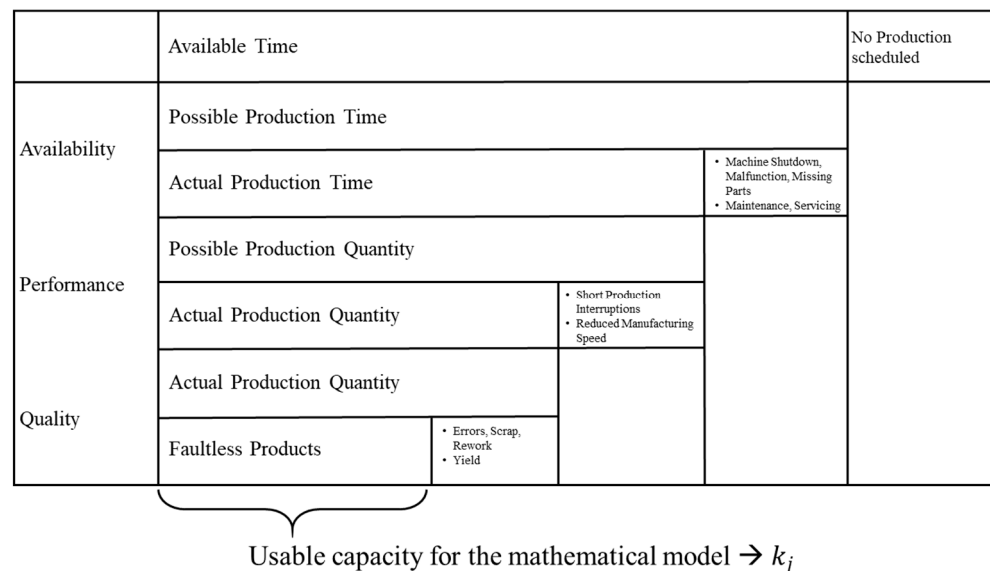 Available Time
No Production
scheduled
Availability
Possible Production Time
Actual Production Time
• Machine Shutdown,
Malfunction, Missing
Parts
• Maintenance, Servicing
Performance
Possible Production Quantity
Actual Production Quantity
• Short Production
Interruptions
• Reduced Manufacturing
Speed
Quality
Actual Production Quantity
Faultless Products
• Errors, Scrap,
Rework
• Yield
Usable capacity for the mathematical model → k_j